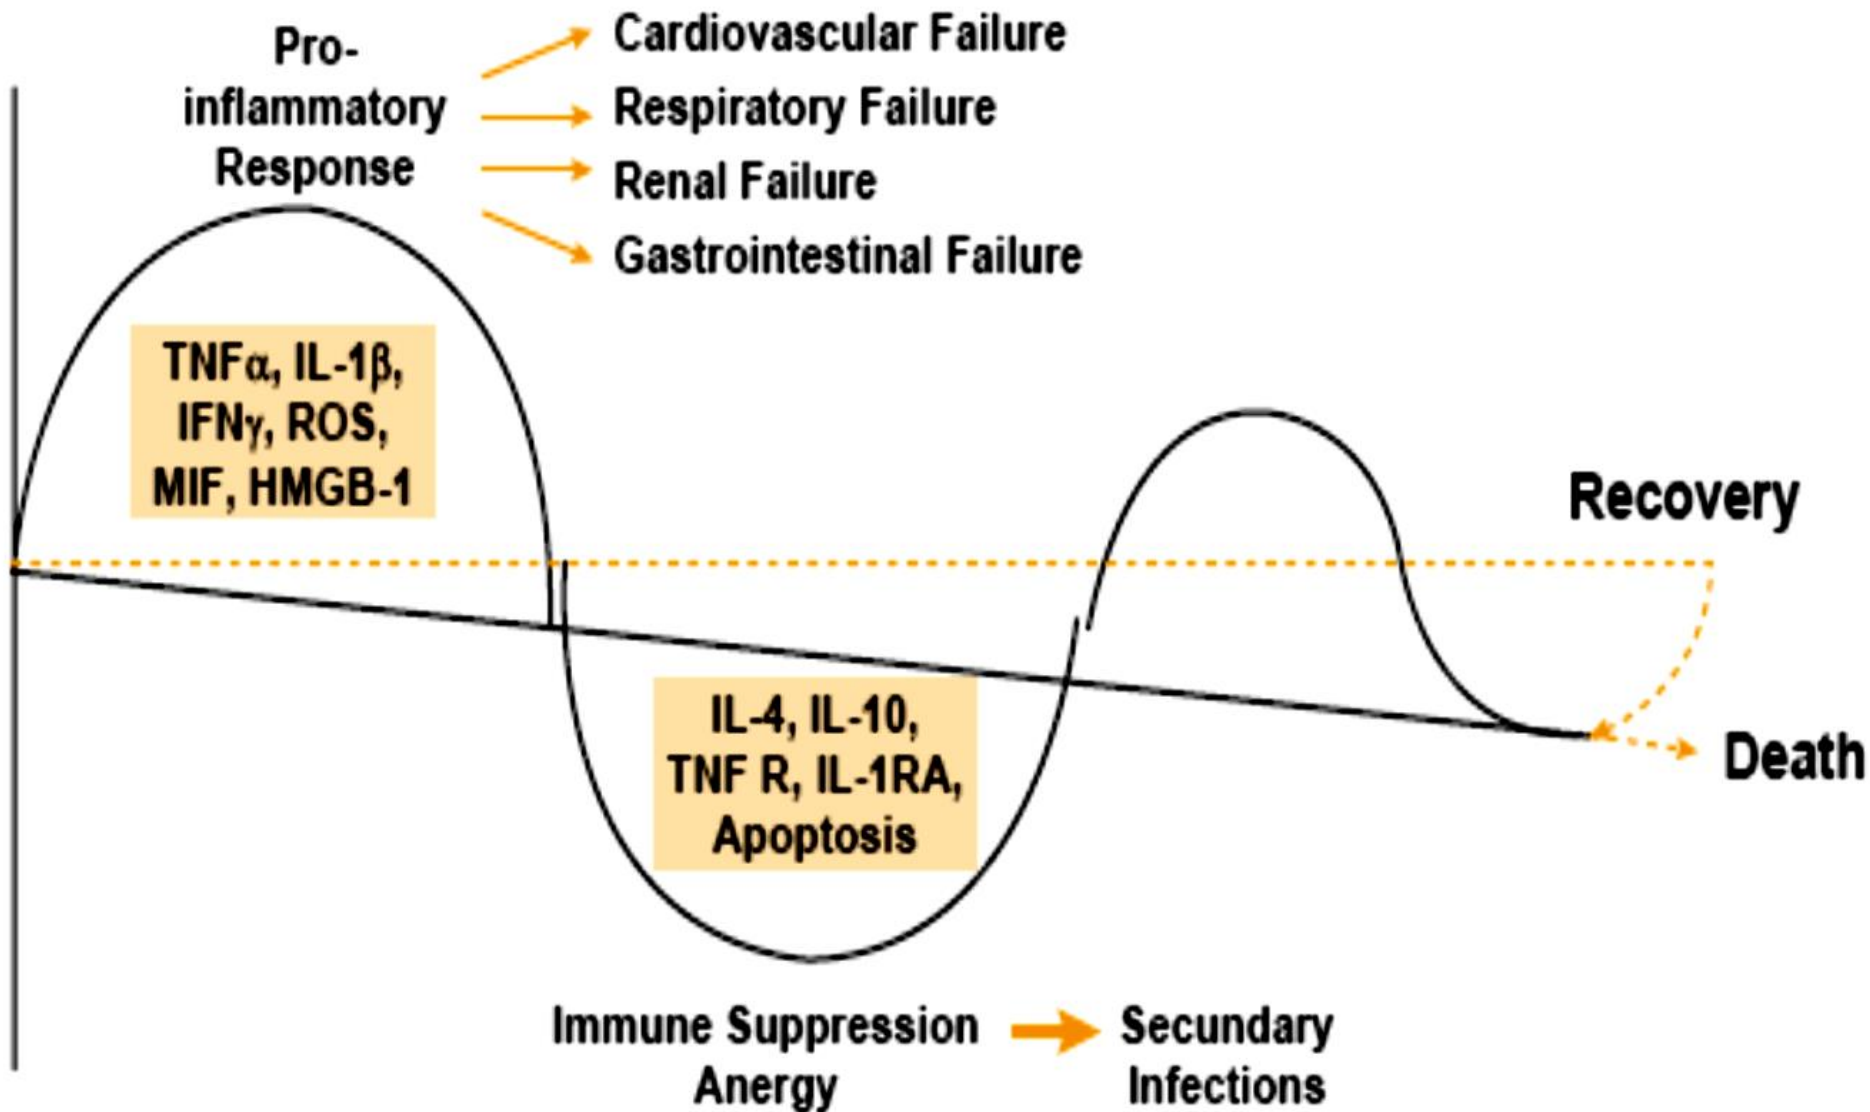 Pro-
inflammatory
Response
Cardiovascular Failure
Respiratory Failure
Renal Failure
Gastrointestinal Failure
TNFα, IL-1β,
IFNγ, ROS,
MIF, HMGB-1
Recovery
IL-4, IL-10,
TNF R, IL-1RA,
Apoptosis
Death
Immune Suppression
Anergy
Secundary
Infections